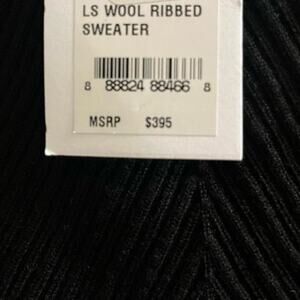 LS WOOL RIBBED
SWEATER
8 88824 88466 8
MSRP $395